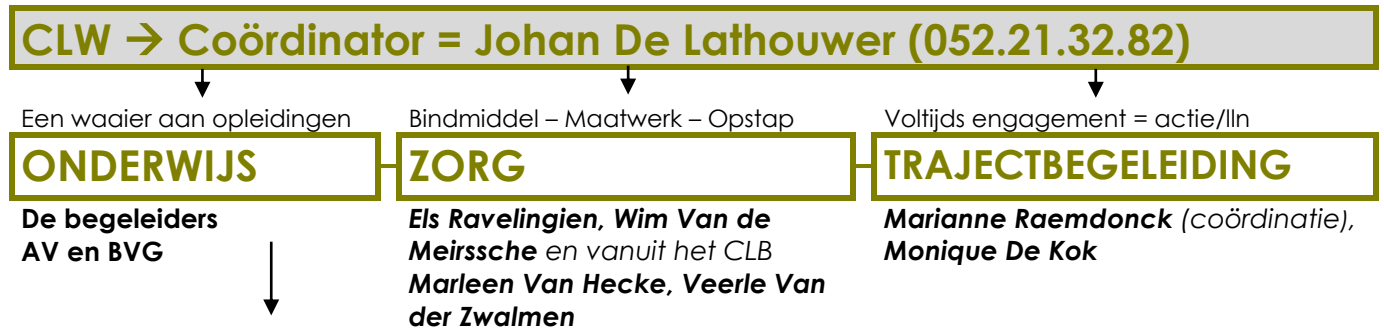 CLW → Coördinator = Johan De Lathouwer (052.21.32.82)
Een waaier aan opleidingen
ONDERWIJS
De begeleiders
AV en BVG
Bindmiddel – Maatwerk – Opstap
ZORG
Els Ravelingien, Wim Van de
Meirssche en vanuit het CLB
Marleen Van Hecke, Veerle Van
der Zwalmen
Voltijds engagement = actie/lln
TRAJECTBEGELEIDING
Marianne Raemdonck (coördinatie),
Monique De Kok